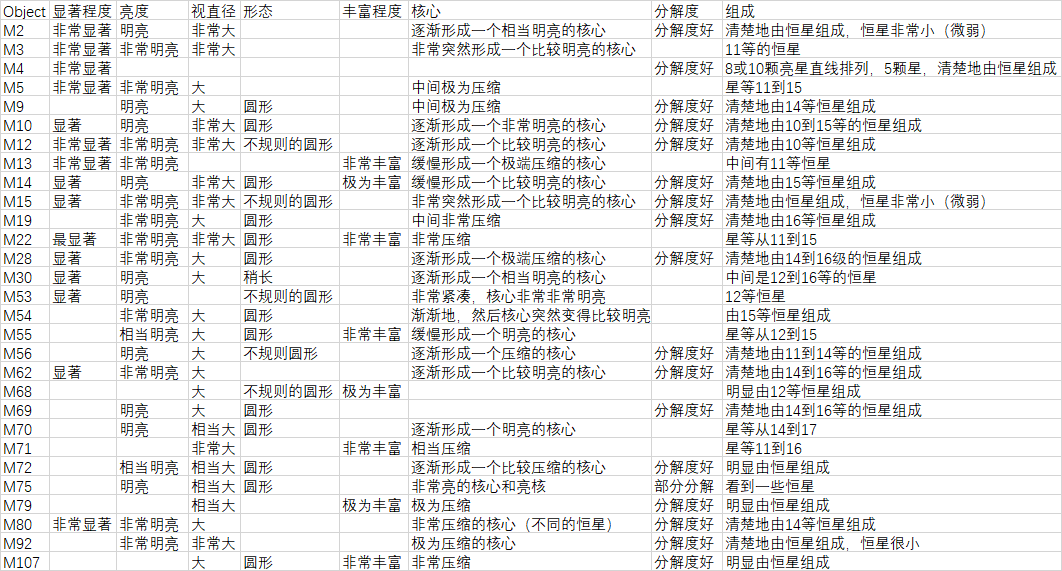 Object 显著程度 亮度 视直径 形态 丰富程度 核心 分解度 组成
M2 非常显著 明亮 非常大 逐渐形成一个相当明亮的核心 分解度好 清楚地由恒星组成，恒星非常小（微弱）
M3 非常显著 非常明亮 非常大 非常突然形成一个比较明亮的核心 11等的恒星
M4 非常显著 分解度好 8或10颗亮星直线排列，5颗星，清楚地由恒星组成
M5 非常显著 非常明亮 大 中间极为压缩 星等11到15
M9 明亮 大 圆形 中间极为压缩 分解度好 清楚地由14等恒星组成
M10 显著 明亮 非常大 圆形 逐渐形成一个非常明亮的核心 分解度好 清楚地由10到15等的恒星组成
M12 非常显著 非常明亮 非常大 不规则的圆形 逐渐形成一个比较明亮的核心 分解度好 清楚地由10等恒星组成
M13 非常显著 非常明亮 非常丰富 缓慢形成一个极端压缩的核心 中间有11等恒星
M14 显著 明亮 非常大 圆形 极为丰富 缓慢形成一个比较明亮的核心 分解度好 清楚地由15等恒星组成
M15 显著 非常明亮 非常大 不规则的圆形 非常突然形成一个比较明亮的核心 分解度好 清楚地由恒星组成，恒星非常小（微弱）
M19 非常明亮 大 圆形 中间非常压缩 分解度好 清楚地由16等恒星组成
M22 最显著 非常明亮 非常大 圆形 非常丰富 非常压缩 星等从11到15
M28 显著 非常明亮 大 圆形 逐渐形成一个极端压缩的核心 分解度好 清楚地由14到16级的恒星组成
M30 显著 明亮 大 稍长 逐渐形成一个相当明亮的核心 中间是12到16等的恒星
M53 显著 明亮 不规则的圆形 非常紧凑，核心非常非常明亮 12等恒星
M54 非常明亮 大 圆形 渐渐地，然后核心突然变得比较明亮 由15等恒星组成
M55 相当明亮 大 圆形 非常丰富 缓慢形成一个明亮的核心 星等从12到15
M56 明亮 大 不规则圆形 逐渐形成一个压缩的核心 分解度好 清楚地由11到14等的恒星组成
M62 显著 非常明亮 大 逐渐形成一个比较明亮的核心 分解度好 清楚地由14到16等的恒星组成
M68 大 不规则的圆形 极为丰富 明显由12等恒星组成
M69 明亮 大 圆形 分解度好 清楚地由14到16等的恒星组成
M70 明亮 相当大 圆形 逐渐形成一个明亮的核心 星等从14到17
M71 非常大 非常丰富 相当压缩 星等11到16
M72 相当明亮 相当大 圆形 逐渐形成一个比较压缩的核心 分解度好 明显由恒星组成
M75 明亮 相当大 圆形 非常亮的核心和亮核 部分分解 看到一些恒星
M79 相当大 极为丰富 极为压缩 分解度好 明显由恒星组成
M80 非常显著 非常明亮 大 非常压缩的核心（不同的恒星） 分解度好 清楚地由14等恒星组成
M92 非常明亮 非常大 极为压缩的核心 分解度好 清楚地由恒星组成，恒星很小
M107 大 圆形 非常丰富 非常压缩 分解度好 明显由恒星组成